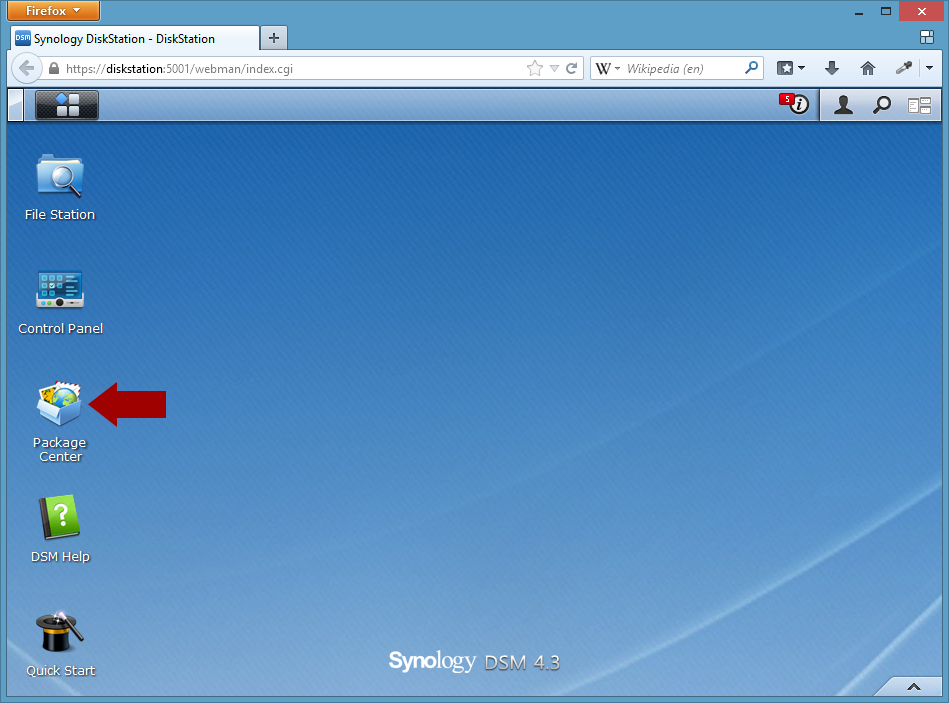 Firefox
DSM Synology DiskStation - DiskStation
https://diskstation:5001/webman/index.cgi
W Wikipedia (en)
5
i
File Station
Control Panel
Package
Center
?
DSM Help
Quick Start
Synology DSM 4.3